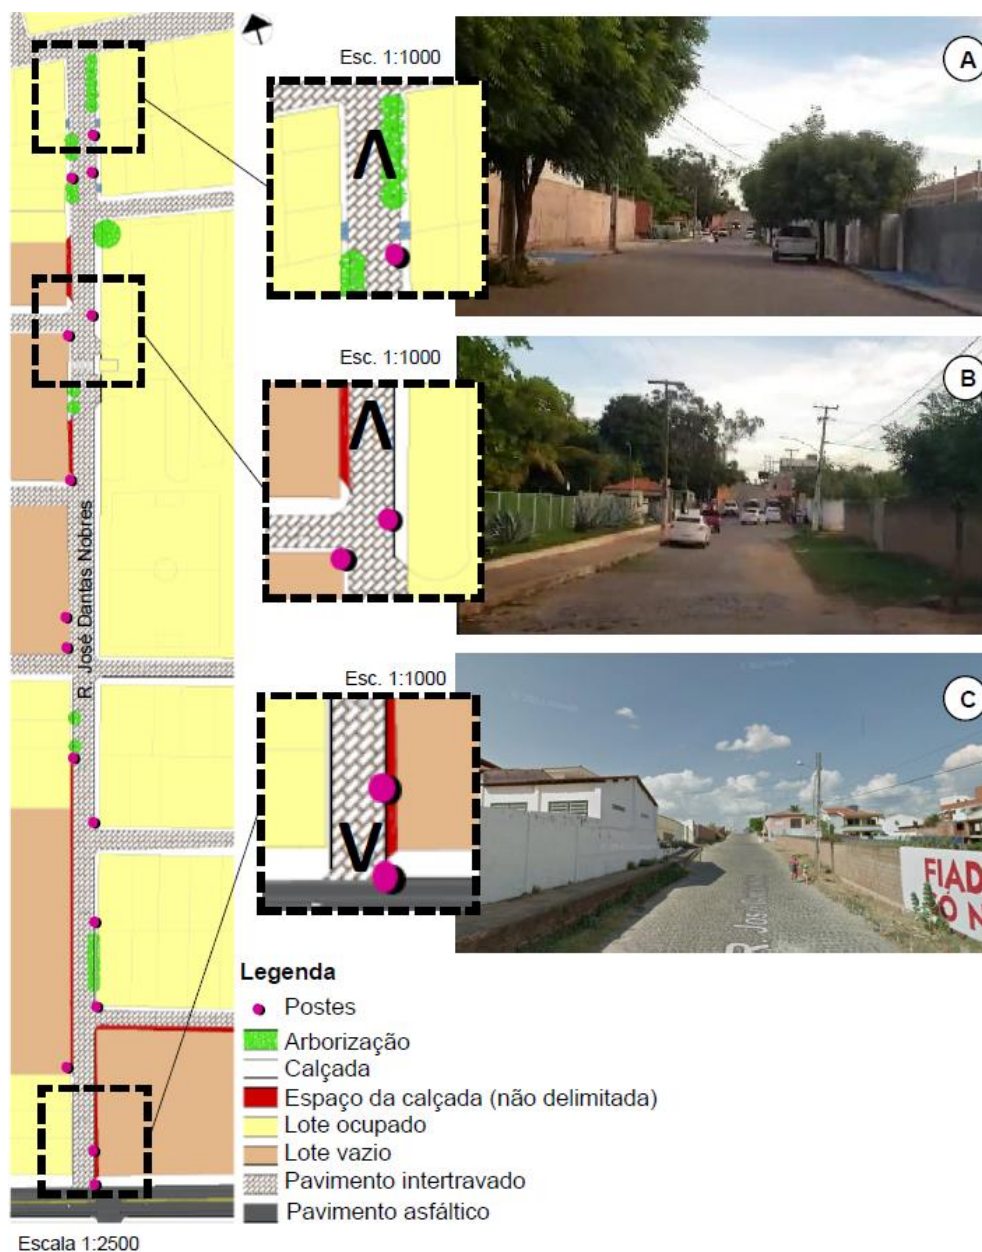 Esc. 1:1000
A
Esc. 1:1000
B
R. José Dantas Nobres
Esc. 1:1000
C
FIAD
Ó N
R. Jos
Legenda
Postes
Arborização
Calçada
Espaço da calçada (não delimitada)
Lote ocupado
Lote vazio
Pavimento intertravado
Pavimento asfáltico
Escala 1:2500